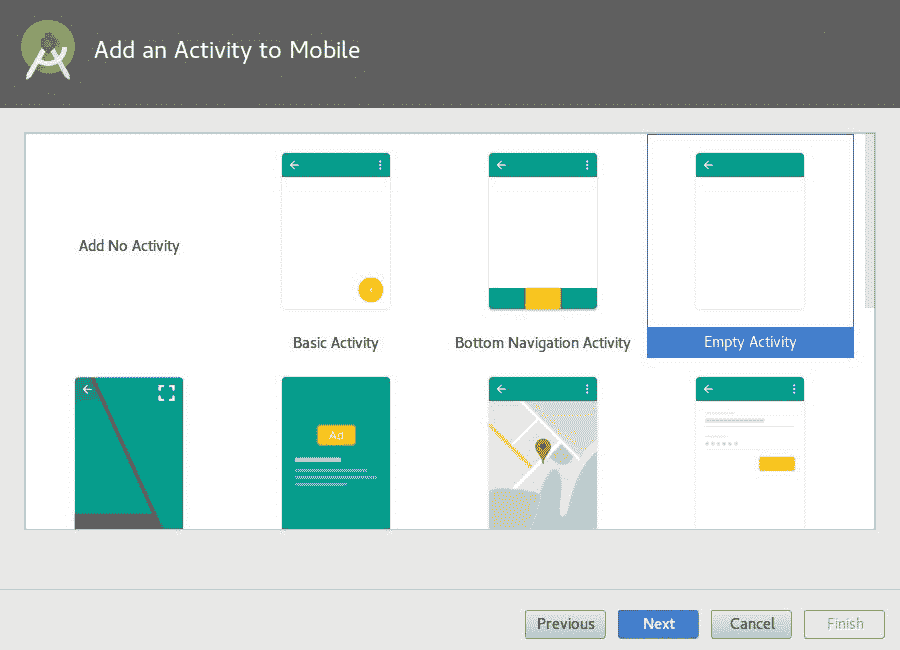 Add an Activity to Mobile
Add No Activity
Basic Activity
Bottom Navigation Activity
Empty Activity
Ad
Previous
Next
Cancel
Finish